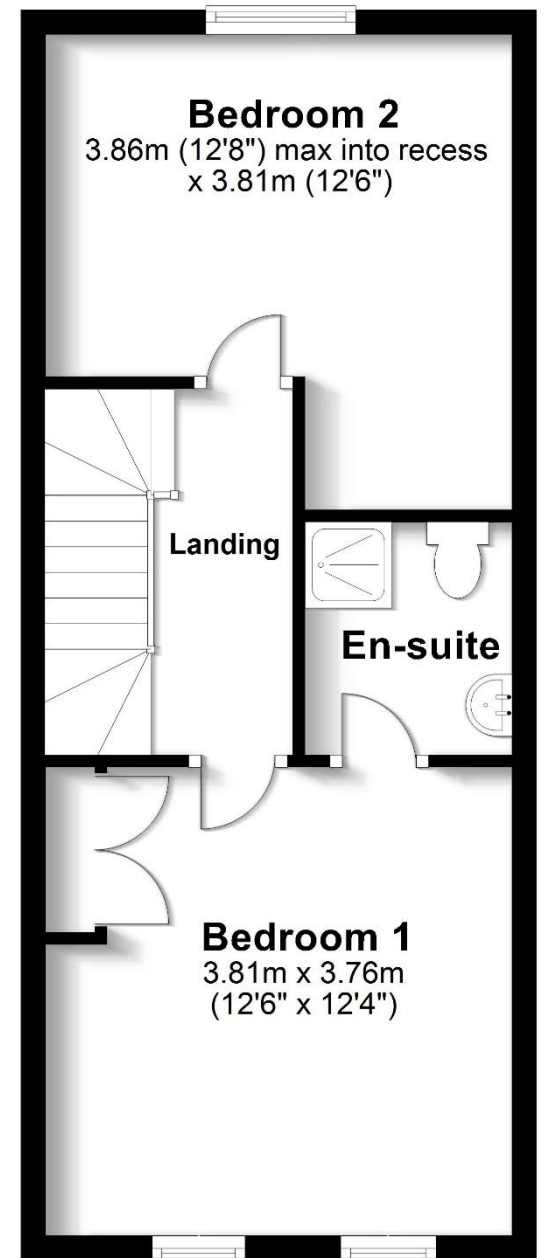 Bedroom 2
3.86m (12'8") max into recess
x 3.81m (12'6")
Landing
En-suite
Bedroom 1
3.81m x 3.76m
(12'6" x 12'4")